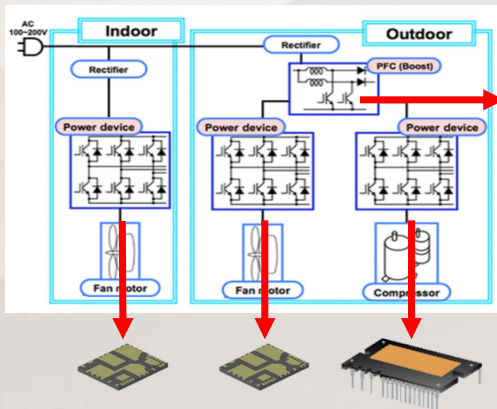 AC
100~200V
Indoor
Outdoor
Rectifier
Rectifier
PFC (Boost)
Power device
Power device
Power device
Fan motor
Fan motor
Compressor